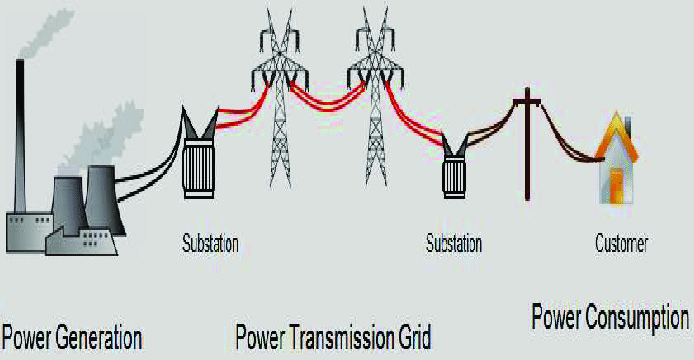 Substation
Substation
Customer
Power Generation
Power Transmission Grid
Power Consumption